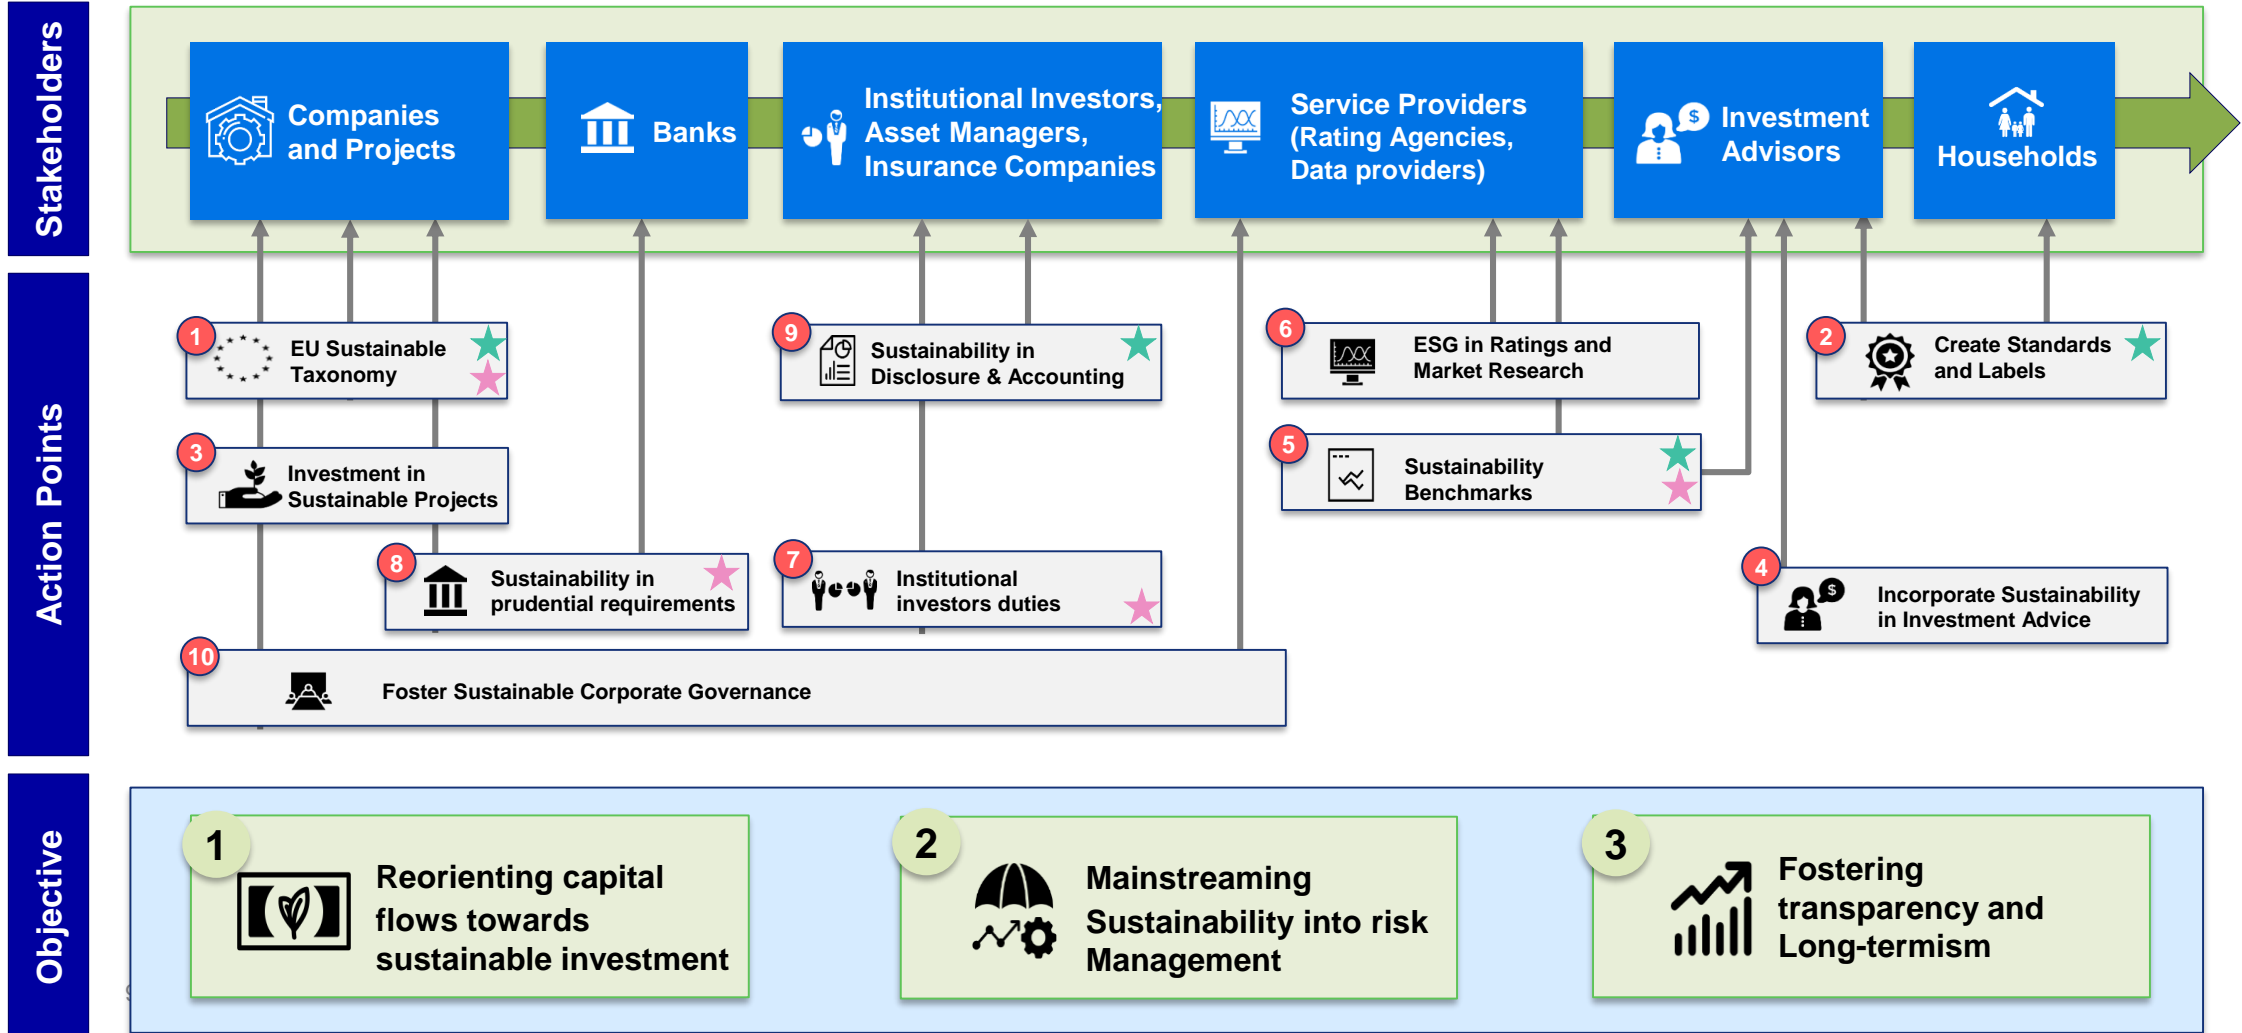 Stakeholders
Companies
and Projects
Banks
Institutional Investors,
Asset Managers,
Insurance Companies
Service Providers
(Rating Agencies,
Data providers)
$
Investment
Advisors
Households
Action Points
1
EU Sustainable
Taxonomy
9
Sustainability in
Disclosure & Accounting
6
ESG in Ratings and
Market Research
2
Create Standards
and Labels
3
Investment in
Sustainable Projects
5
Sustainability
Benchmarks
8
Sustainability in
prudential requirements
7
Institutional
investors duties
4
$
Incorporate Sustainability
in Investment Advice
10
Foster Sustainable Corporate Governance
Objective
1
Reorienting capital
flows towards
sustainable investment
2
Mainstreaming
Sustainability into risk
Management
3
Fostering
transparency and
Long-termism